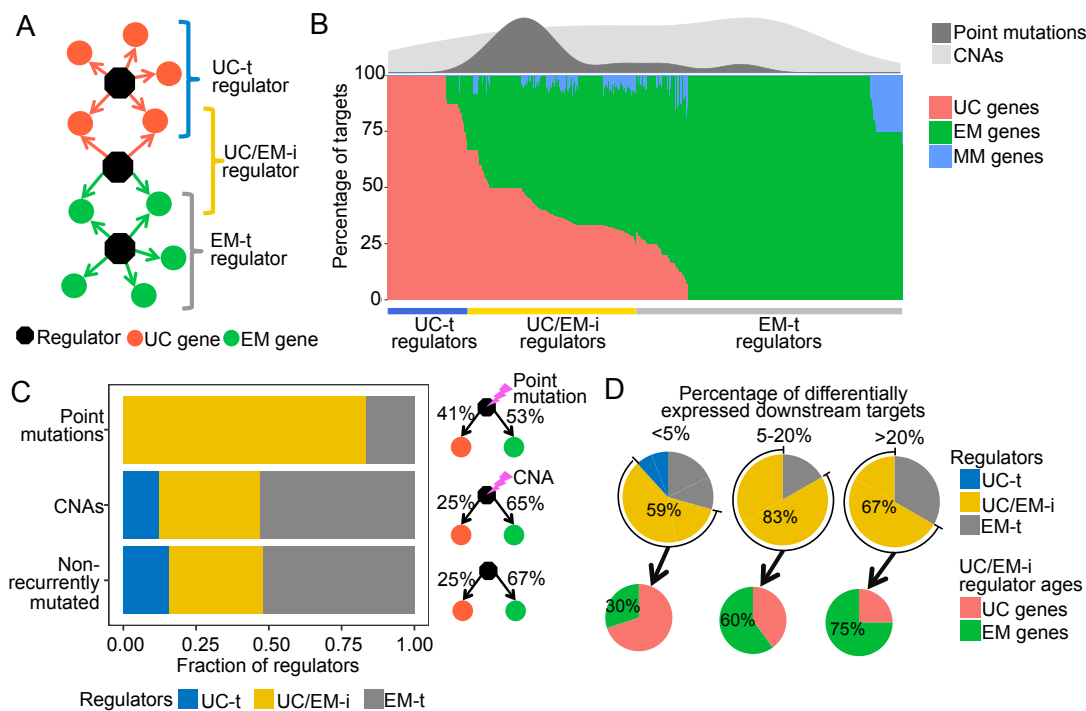 A
UC-t
regulator
UC/EM-i
regulator
EM-t
regulator
Regulator
UC gene
EM gene
B
Point mutations
CNAs
100
75
50
25
0
Percentage of targets
UC genes
EM genes
MM genes
UC-t
regulators
UC/EM-i
regulators
EM-t
regulators
C
Point
mutations
CNAs
Non-
recurrently
mutated
0.00
0.25
0.50
0.75
1.00
Fraction of regulators
Regulators
UC-t
UC/EM-i
EM-t
Point
mutation
41%
53%
CNA
25%
65%
25%
67%
D
Percentage of differentially
expressed downstream targets
<5%
5-20%
>20%
59%
83%
67%
Regulators
UC-t
UC/EM-i
EM-t
30%
60%
75%
UC/EM-i
regulator ages
UC genes
EM genes